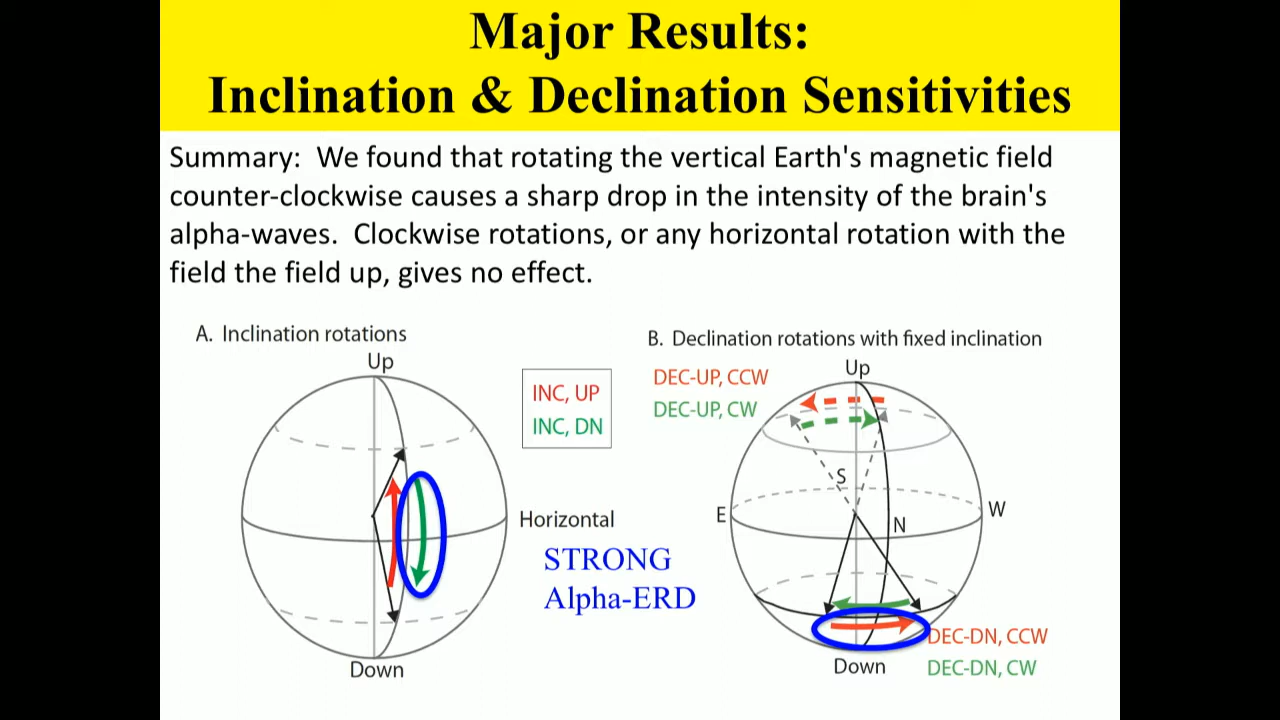 Major Results:
Inclination & Declination Sensitivities
Summary:  We found that rotating the vertical Earth's magnetic field
counter-clockwise causes a sharp drop in the intensity of the brain's
alpha-waves.  Clockwise rotations, or any horizontal rotation with the
field the field up, gives no effect.
A. Inclination rotations
Up
INC, UP
INC, DN
Horizontal
STRONG
Alpha-ERD
Down
B. Declination rotations with fixed inclination
Up
DEC-UP, CCW
DEC-UP, CW
S
E
W
N
DEC-DN, CCW
Down
DEC-DN, CW